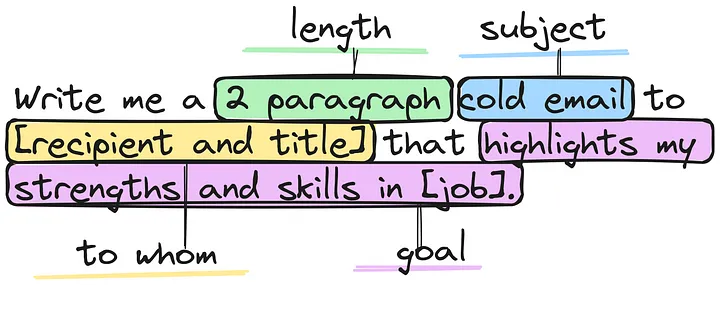 length subject
Write me a 2 paragraph cold email to
[recipient and title] that highlights my
strengths and skills in [job].
to whom goal